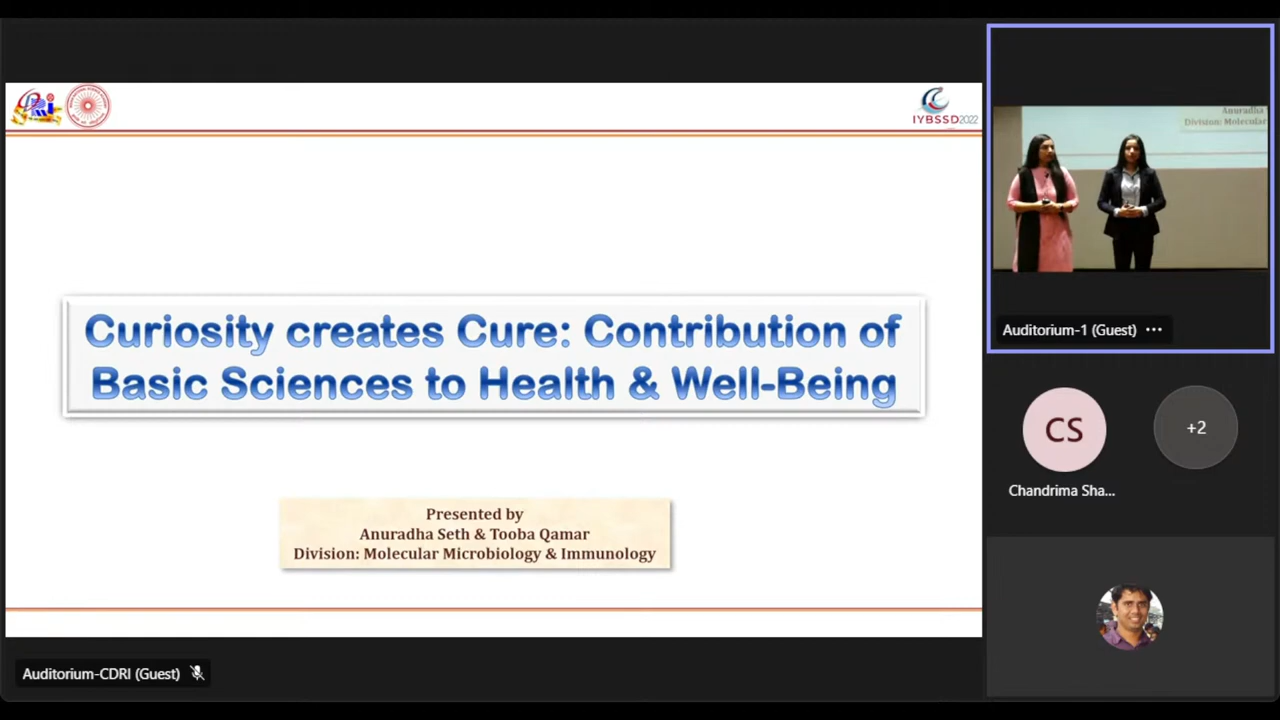 IYBSSD2022
Curiosity creates Cure: Contribution of
Basic Sciences to Health & Well-Being
Presented by
Anuradha Seth & Tooba Qamar
Division: Molecular Microbiology & Immunology
Auditorium-CDRI (Guest)
Anuradha
Division: Molecular
Auditorium-1 (Guest) •••
CS
+2
Chandrima Sha...